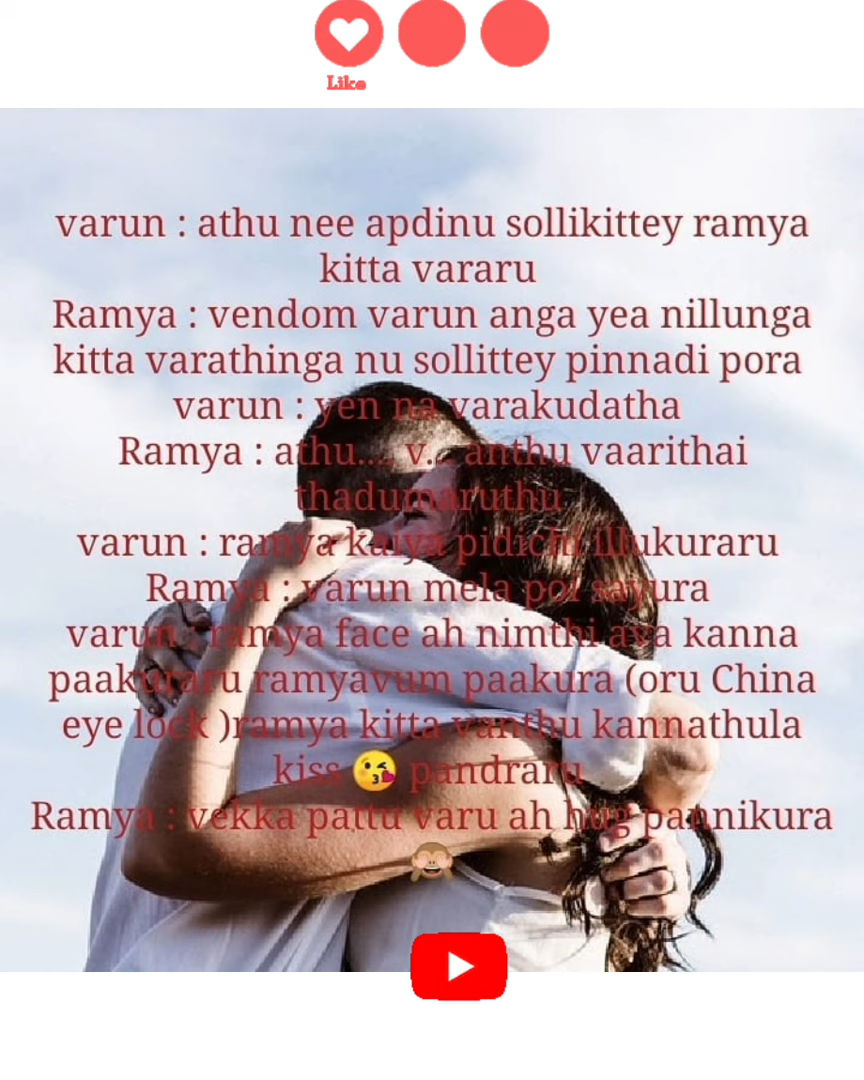 Like
varun : athu nee apdinu sollikittey ramya
kitta vararu
Ramya : vendom varun anga yea nillunga
kitta varathinga nu sollittey pinnadi pora
varun : yen na varakudatha
Ramya : athu.... v... anthu vaarithai
thadumaruthu
varun : ramya kaiya pidichi illukuraru
Ramya : varun mela poi sayura
varun : ramya face ah nimthi ava kanna
paakuraru ramyavum paakura (oru China
eye lock )ramya kitta vanthu kannathula
kiss 😘 pandraru
Ramya : vekka pattu varu ah hug pannikura
🙈